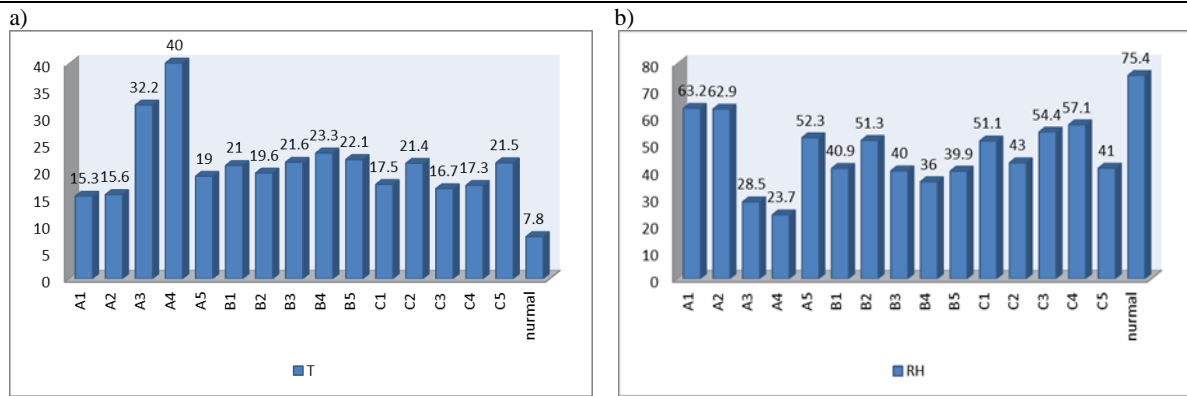 a)
40
40
35
32.2
30
25
23.3
22.1
21.6
21.5
21.4
21
19.6
20
19
17.5
17.3
16.7
15.3
15.6
15
10
7.8
5
0
A1
A2
A3
A4
A5
B1
B2
B3
B4
B5
C1
C2
C3
C4
C5
nurmal
T
b)
75.4
80
70
63.2
62.9
60
57.1
54.4
52.3
51.3
51.1
50
43
40.9
41
40
39.9
40
36
30
28.5
23.7
20
10
0
A1
A2
A3
A4
A5
B1
B2
B3
B4
B5
C1
C2
C3
C4
C5
nurmal
RH